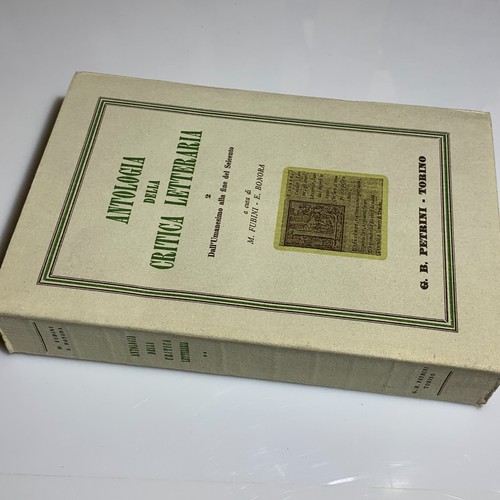 ANTOLOGIA
DELLA
CRITICA LETTERARIA
2
Dall'Umanesimo alla fine del Seicento
a cura di
M. FUBINI - E. BONORA
G. B. PETRINI - TORINO
M. FUBINI
E. BONORA
ANTOLOGIA
DELLA
CRITICA
LETTERARIA
G. B. PETRINI
TORINO